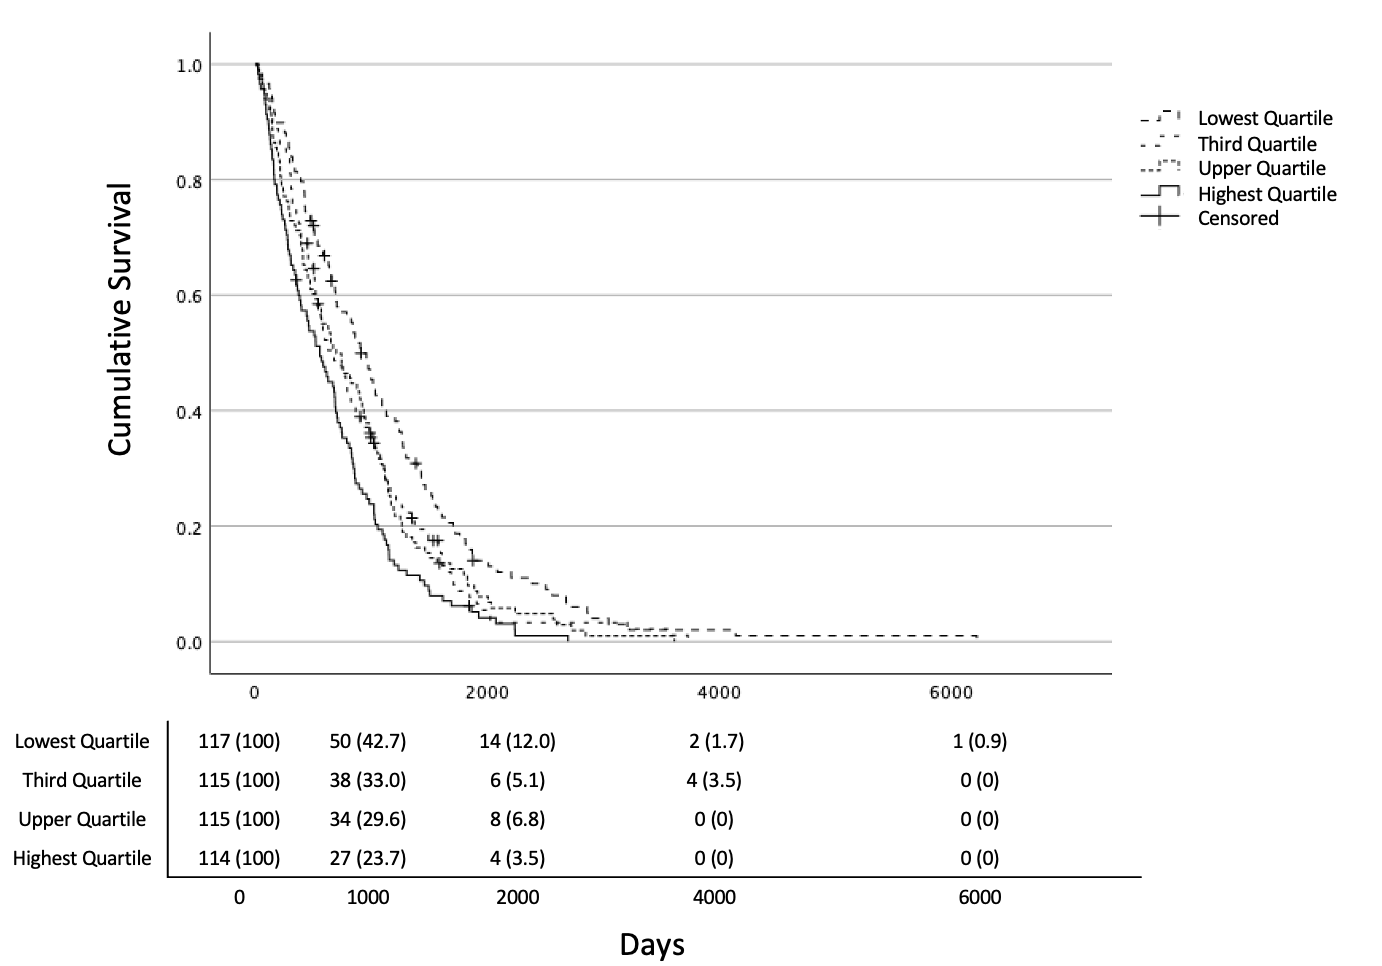 1.0
0.8
0.6
0.4
0.2
0.0
Cumulative Survival
0 2000 4000 6000
Lowest Quartile
Third Quartile
Upper Quartile
Highest Quartile
Censored
Lowest Quartile 117 (100) 50 (42.7) 14 (12.0) 2 (1.7) 1 (0.9)
Third Quartile 115 (100) 38 (33.0) 6 (5.1) 4 (3.5) 0 (0)
Upper Quartile 115 (100) 34 (29.6) 8 (6.8) 0 (0) 0 (0)
Highest Quartile 114 (100) 27 (23.7) 4 (3.5) 0 (0) 0 (0)
0 1000 2000 4000 6000
Days